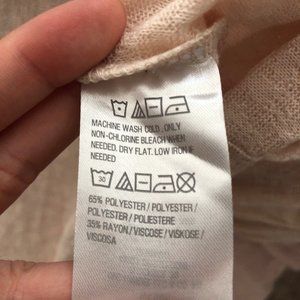 MACHINE WASH COLD . ONLY
NON-CHLORINE BLEACH WHEN
NEEDED. DRY FLAT. LOW IRON IF
NEEDED
30
65% POLYESTER / POLYESTER /
POLYESTER / POLIESTERE
35% RAYON / VISCOSE / VISKOSE /
VISCOSA